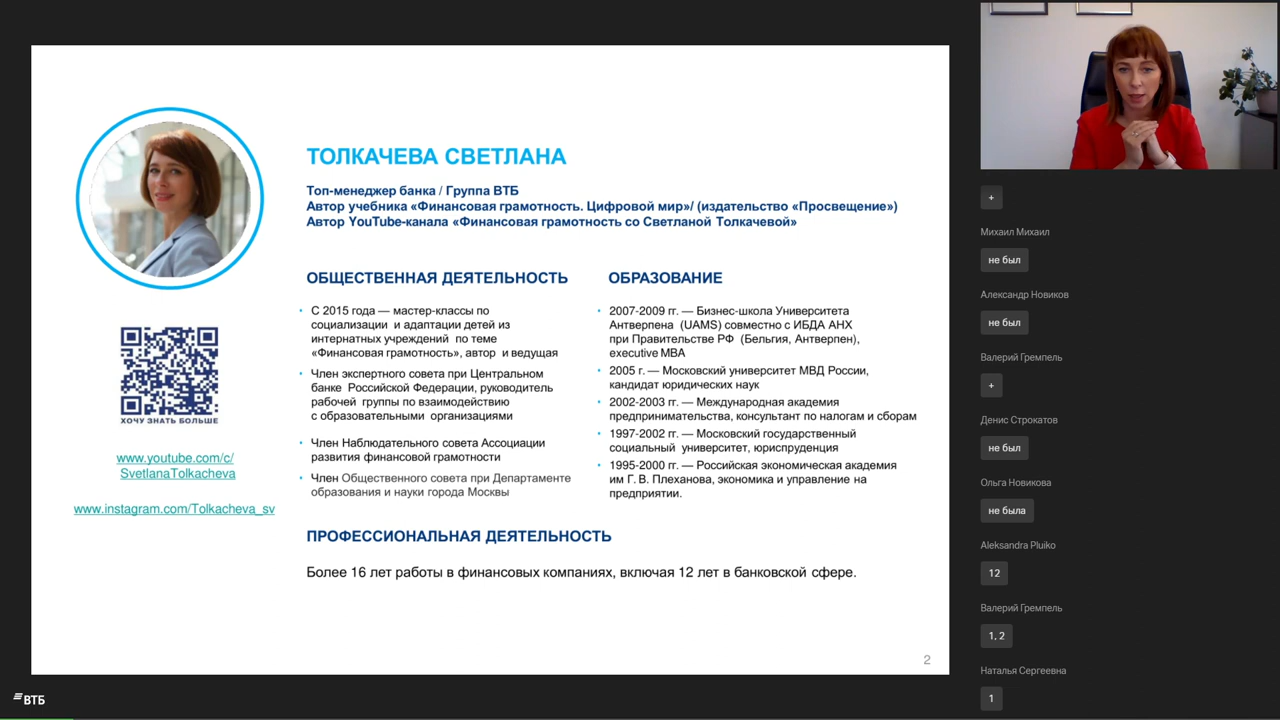 ТОЛКАЧЕВА СВЕТЛАНА
Топ-менеджер банка / Группа ВТБ
Автор учебника «Финансовая грамотность. Цифровой мир»/ (издательство «Просвещение»)
Автор YouTube-канала «Финансовая грамотность со Светланой Толкачевой»
ХОЧУ ЗНАТЬ БОЛЬШЕ
www.youtube.com/c/
SvetlanaTolkacheva
www.instagram.com/Tolkacheva_sv
ОБЩЕСТВЕННАЯ ДЕЯТЕЛЬНОСТЬ
• С 2015 года — мастер-классы по
социализации и адаптации детей из
интернатных учреждений по теме
«Финансовая грамотность», автор и ведущая
• Член экспертного совета при Центральном
банке Российской Федерации, руководитель
рабочей группы по взаимодействию
с образовательными организациями
• Член Наблюдательного совета Ассоциации
развития финансовой грамотности
• Член Общественного совета при Департаменте
образования и науки города Москвы
ОБРАЗОВАНИЕ
• 2007-2009 гг. — Бизнес-школа Университета
Антверпена (UAMS) совместно с ИБДА АНХ
при Правительстве РФ (Бельгия, Антверпен),
executive MBA
• 2005 г. — Московский университет МВД России,
кандидат юридических наук
• 2002-2003 гг. — Международная академия
предпринимательства, консультант по налогам и сборам
• 1997-2002 гг. — Московский государственный
социальный университет, юриспруденция
• 1995-2000 гг. — Российская экономическая академия
им Г. В. Плеханова, экономика и управление на
предприятии.
ПРОФЕССИОНАЛЬНАЯ ДЕЯТЕЛЬНОСТЬ
Более 16 лет работы в финансовых компаниях, включая 12 лет в банковской сфере.
2
ВТБ
+
Михаил Михаил
не был
Александр Новиков
не был
Валерий Гремпель
+
Денис Строкатов
не был
Ольга Новикова
не была
Aleksandra Pluiko
12
Валерий Гремпель
1, 2
Наталья Сергеевна
1